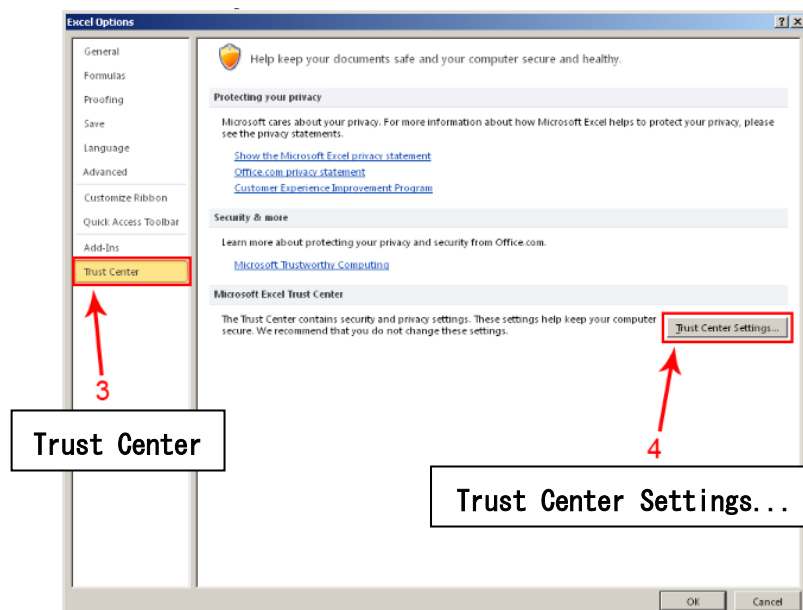 Excel Options
General
Formulas
Proofing
Save
Language
Advanced
Customize Ribbon
Quick Access Toolbar
Add-Ins
Trust Center
Help keep your documents safe and your computer secure and healthy.
Protecting your privacy
Microsoft cares about your privacy. For more information about how Microsoft Excel helps to protect your privacy, please
see the privacy statements.
Show the Microsoft Excel privacy statement
Office.com privacy statement
Customer Experience Improvement Program
Security & more
Learn more about protecting your privacy and security from Office.com.
Microsoft Trustworthy Computing
Microsoft Excel Trust Center
The Trust Center contains security and privacy settings. These settings help keep your computer
secure. We recommend that you do not change these settings.
Trust Center Settings...
3
Trust Center
4
Trust Center Settings...
OK
Cancel